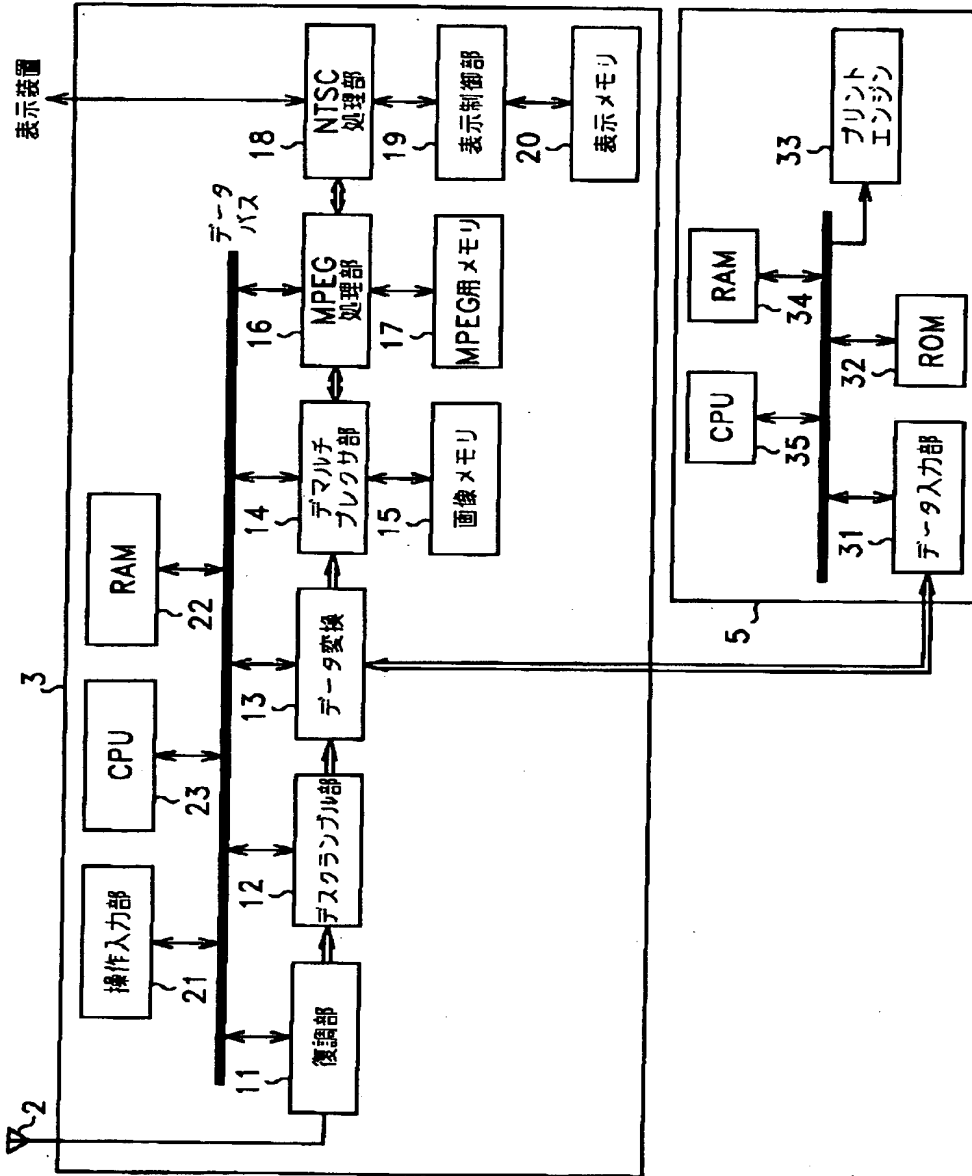 表示装置
3
2
操作入力部
21
CPU
23
RAM
22
データ
バス
復調部
11
デスクランブル部
12
データ変換
13
デマルチ
プレクサ部
14
画像メモリ
15
MPEG
処理部
16
MPEG用メモリ
17
NTSC
処理部
18
表示制御部
19
表示メモリ
20
5
CPU
35
RAM
34
プリント
エンジン
33
データ入力部
31
ROM
32